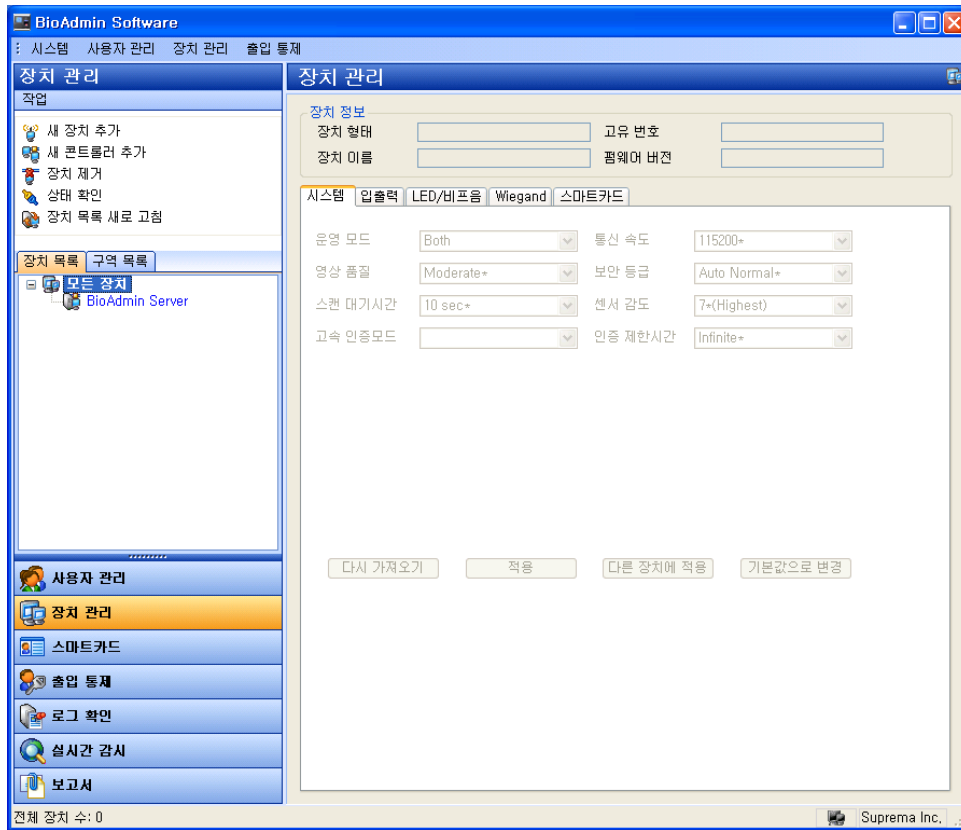 BioAdmin Software
시스템 사용자 관리 장치 관리 출입 통제
장치 관리
작업
새 장치 추가
새 콘트롤러 추가
장치 제거
상태 확인
장치 목록 새로 고침
장치 목록 구역 목록
모든 장치
BioAdmin Server
사용자 관리
장치 관리
스마트카드
출입 통제
로그 확인
실시간 감시
보고서
장치 관리
장치 정보
장치 형태 고유 번호
장치 이름 펌웨어 버전
시스템 입출력 LED/비프음 Wiegand 스마트카드
운영 모드 Both 통신 속도 115200*
영상 품질 Moderate* 보안 등급 Auto Normal*
스캔 대기시간 10 sec* 센서 감도 7*(Highest)
고속 인증모드 인증 제한시간 Infinite*
다시 가져오기 적용 다른 장치에 적용 기본값으로 변경
전체 장치 수: 0 Suprema Inc.